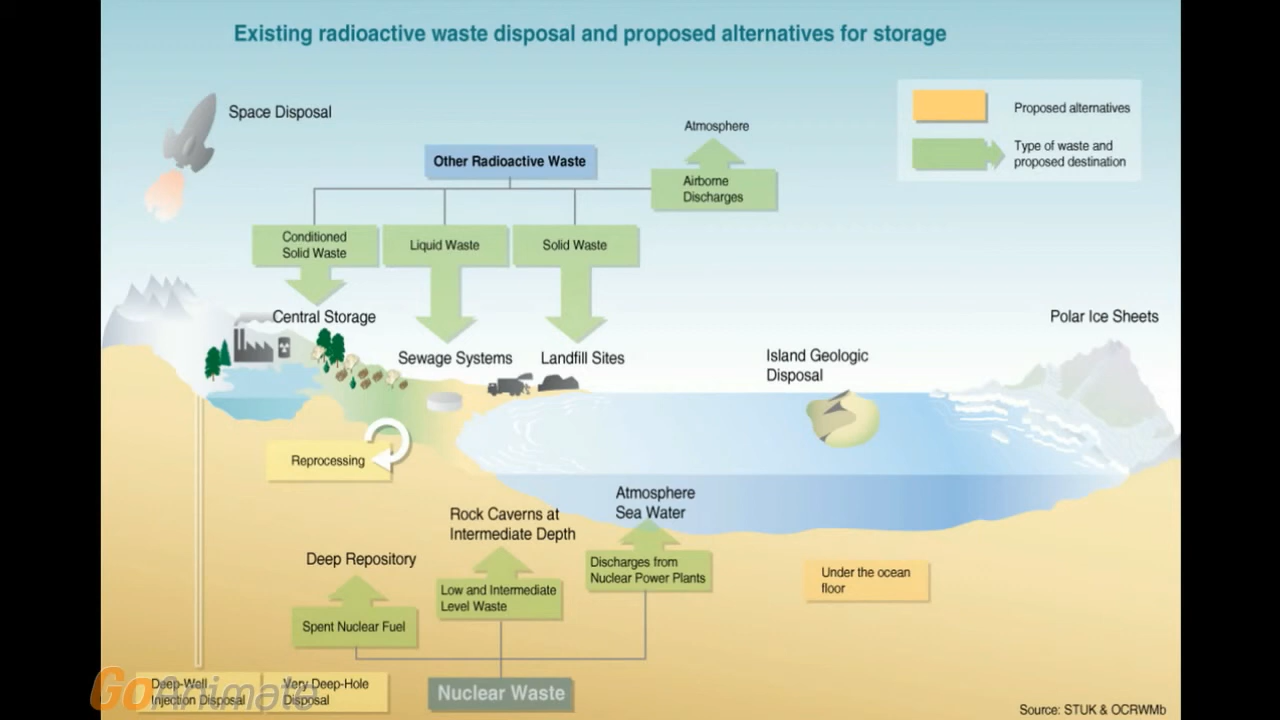 Existing radioactive waste disposal and proposed alternatives for storage
Space Disposal
Proposed alternatives
Type of waste and
proposed destination
Atmosphere
Other Radioactive Waste
Airborne
Discharges
Conditioned
Solid Waste
Liquid Waste
Solid Waste
Central Storage
Sewage Systems
Landfill Sites
Island Geologic
Disposal
Polar Ice Sheets
Reprocessing
Atmosphere
Sea Water
Rock Caverns at
Intermediate Depth
Deep Repository
Discharges from
Nuclear Power Plants
Low and Intermediate
Level Waste
Spent Nuclear Fuel
Under the ocean
floor
Deep-Well
Injection Disposal
Very Deep-Hole
Disposal
GoAnimate
Nuclear Waste
Source: STUK & OCRWMb